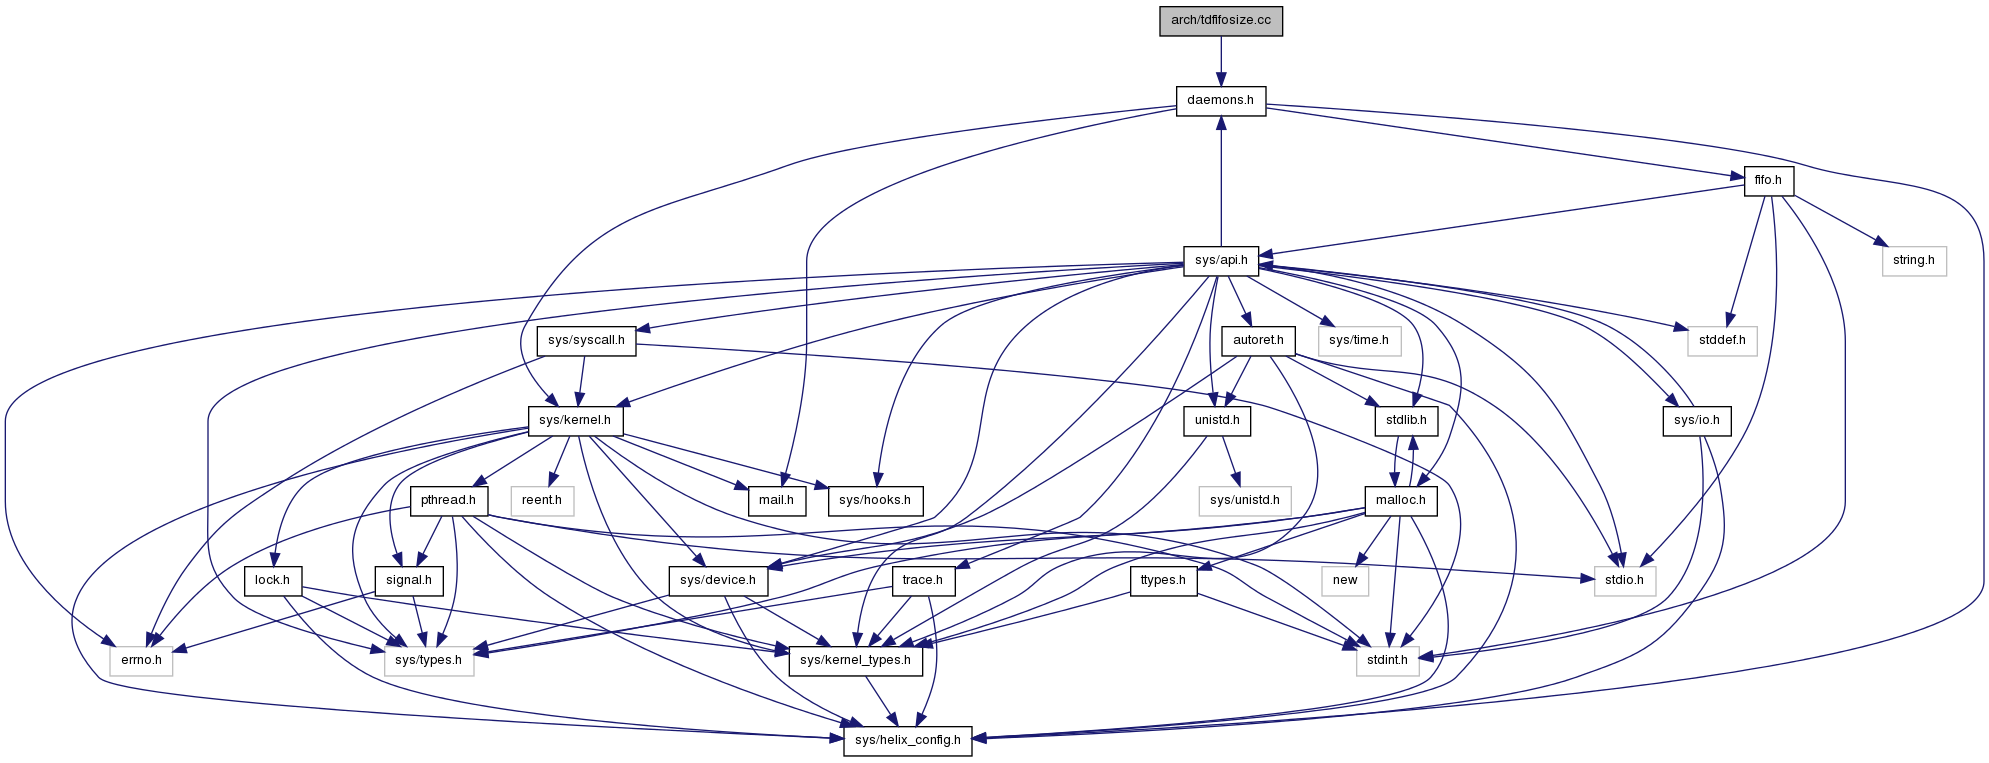 arch/tdfifosize.cc
daemons.h
fifo.h
sys/api.h
string.h
sys/syscall.h
autoret.h
sys/time.h
stddef.h
sys/kernel.h
unistd.h
stdlib.h
sys/io.h
pthread.h
reent.h
mail.h
sys/hooks.h
sys/unistd.h
malloc.h
lock.h
signal.h
sys/device.h
trace.h
ttypes.h
new
stdio.h
errno.h
sys/types.h
sys/kernel_types.h
stdint.h
sys/helix_config.h